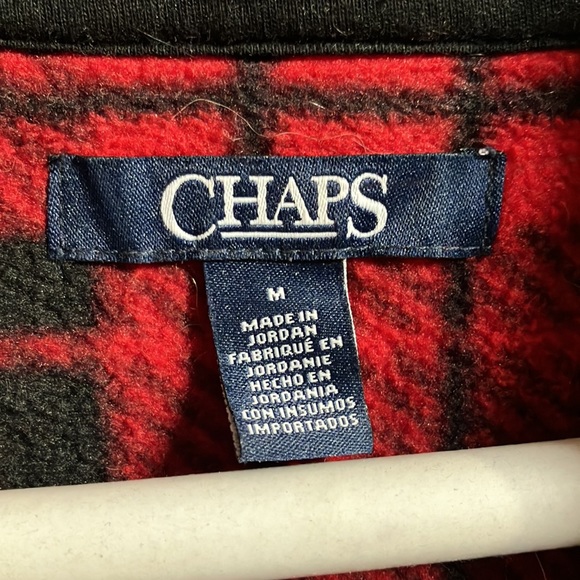 CHAPS
M
MADE IN
JORDAN
FABRIQUÉ EN
JORDANIE
HECHO EN
JORDANIA
CON INSUMOS
IMPORTADOS